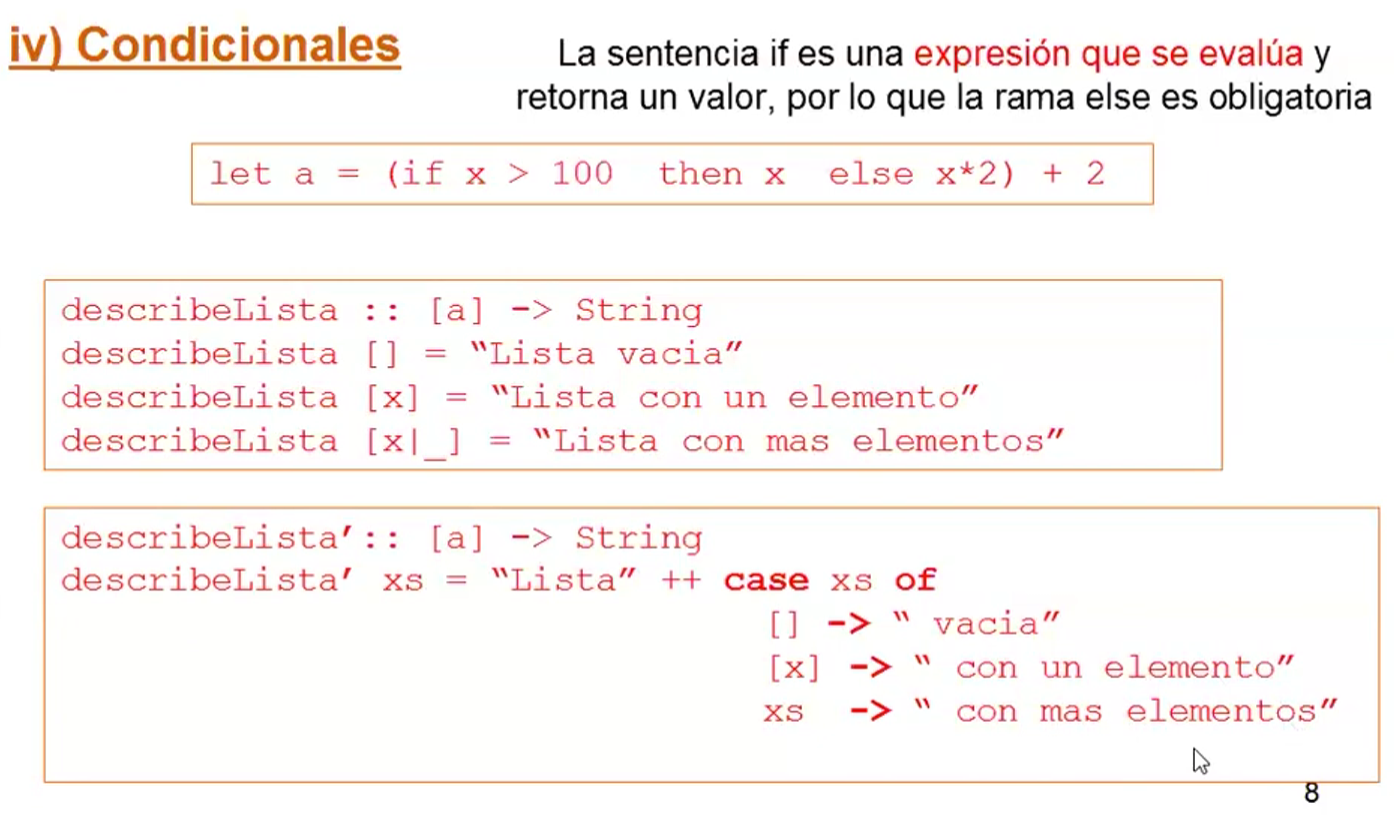 iv) Condicionales
La sentencia if es una expresión que se evalúa y
retorna un valor, por lo que la rama else es obligatoria
let a = (if x > 100 then x else x*2) + 2
describeLista :: [a] -> String
describeLista [] = “Lista vacia”
describeLista [x] = “Lista con un elemento”
describeLista [x|_] = “Lista con mas elementos”
describeLista’:: [a] -> String
describeLista’ xs = “Lista” ++ case xs of
[] -> “ vacia”
[x] -> “ con un elemento”
xs -> “ con mas elementos”
8